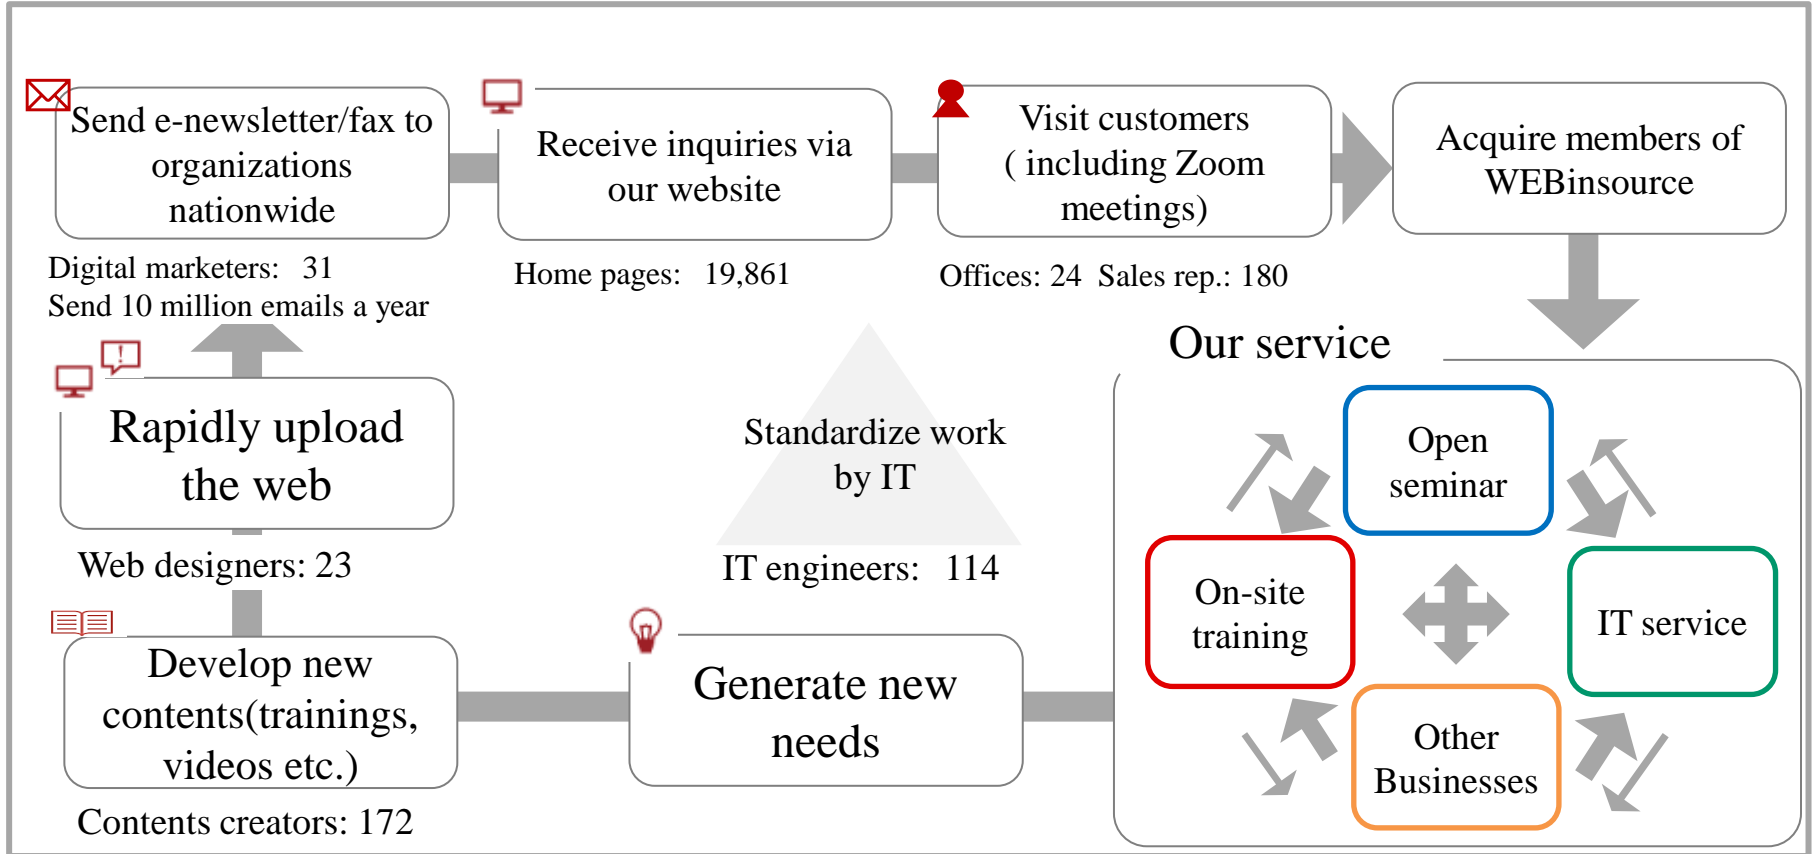 Send e-newsletter/fax to
organizations
nationwide
Digital marketers: 31
Send 10 million emails a year
Receive inquiries via
our website
Home pages: 19,861
Visit customers
( including Zoom
meetings)
Offices: 24 Sales rep.: 180
Acquire members of
WEBinsource
Our service
Open
seminar
On-site
training
IT service
Other
Businesses
Standardize work
by IT
IT engineers: 114
Rapidly upload
the web
Web designers: 23
Develop new
contents(trainings,
videos etc.)
Contents creators: 172
Generate new
needs